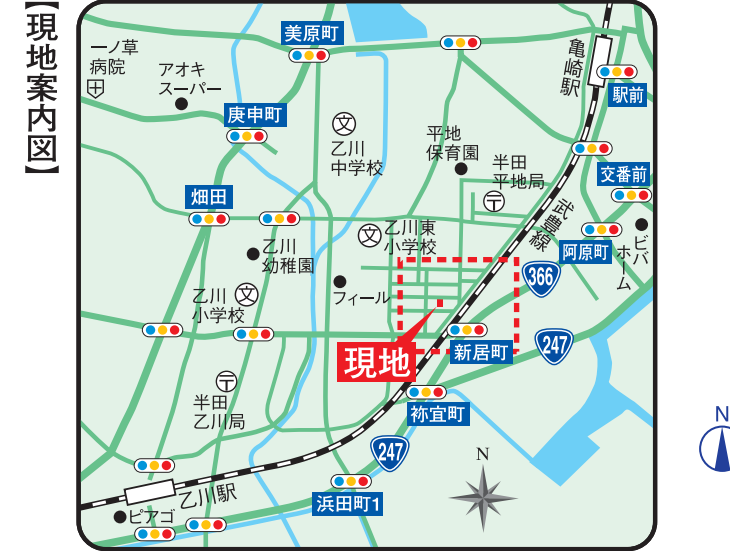 【現地案内図】
美原町
一ノ草
病院
アオキ
スーパー
亀崎駅
駅前
庚申町
文
乙川
中学校
平地
保育園
半田
平地局
交番前
畑田
武豊線
文
乙川東
小学校
阿原町
ビバ
ホーム
乙川
幼稚園
366
乙川
小学校
文
フィール
現地
新居町
247
半田
乙川局
祢宜町
247
N
N
乙川駅
浜田町1
ピアゴ